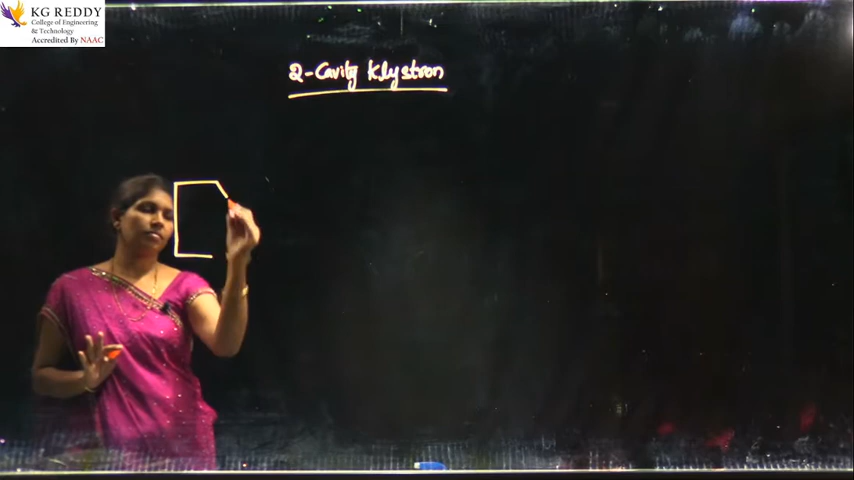 KG REDDY
College of Engineering
& Technology
Accredited By NAAC
2-Cavity Klystron